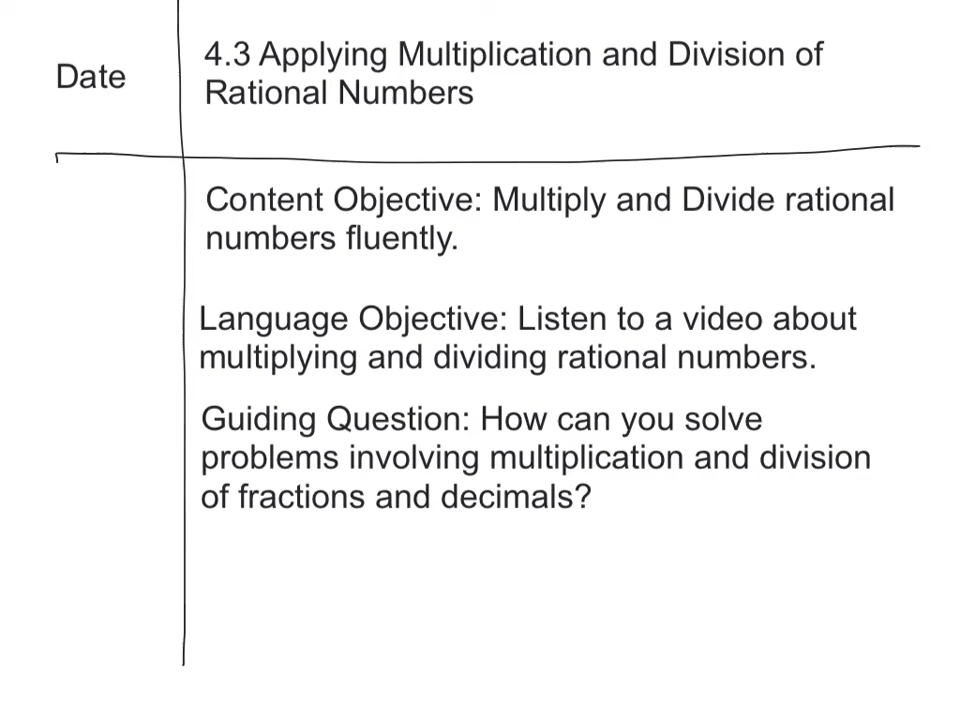 Date
4.3 Applying Multiplication and Division of
Rational Numbers
Content Objective: Multiply and Divide rational
numbers fluently.
Language Objective: Listen to a video about
multiplying and dividing rational numbers.
Guiding Question: How can you solve
problems involving multiplication and division
of fractions and decimals?